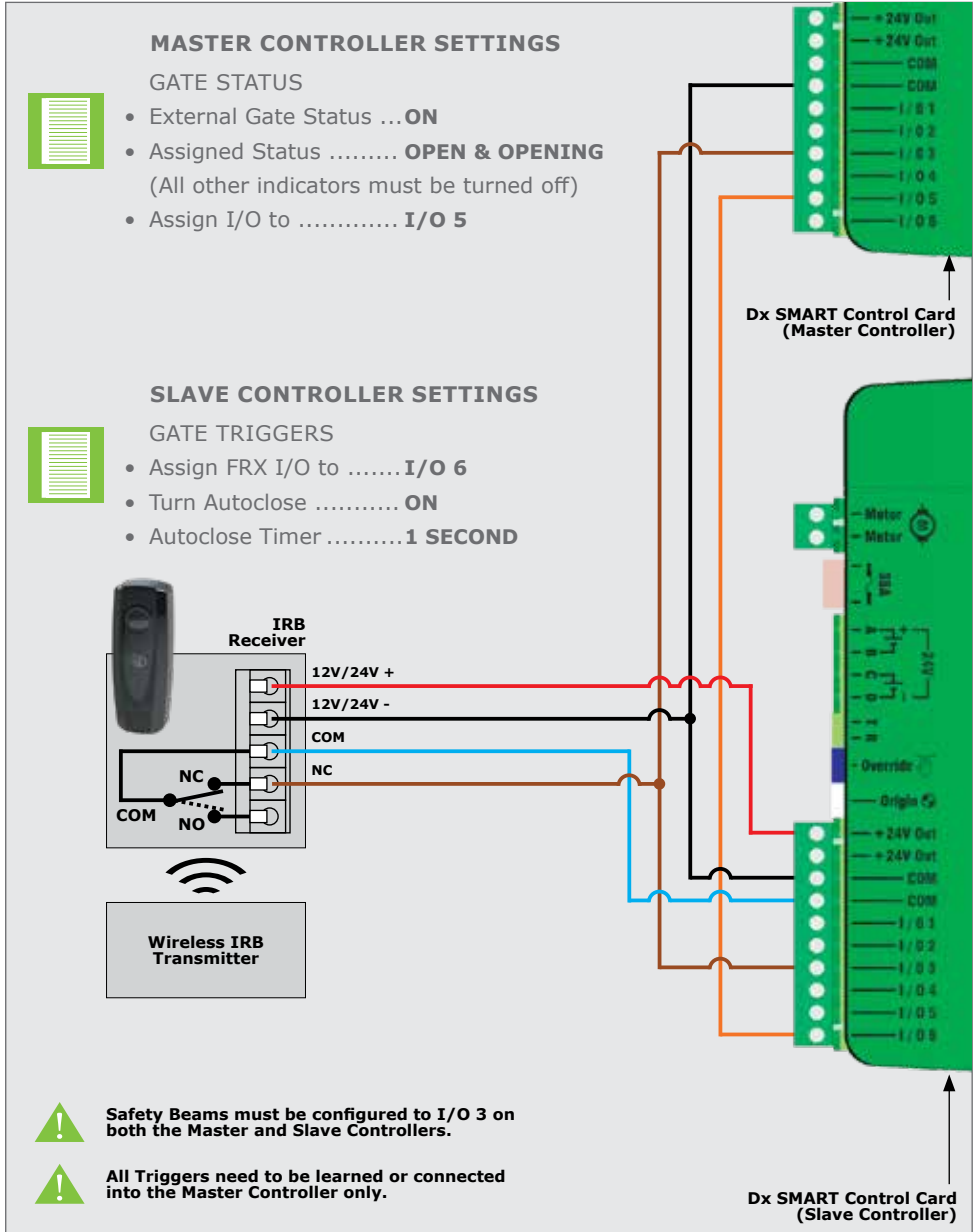 MASTER CONTROLLER SETTINGS
GATE STATUS
• External Gate Status ...ON
• Assigned Status ......... OPEN & OPENING
(All other indicators must be turned off)
• Assign I/O to ............. I/O 5
+24V Out
+24V Out
COM
COM
I/O 1
I/O 2
I/O 3
I/O 4
I/O 5
I/O 6
Dx SMART Control Card
(Master Controller)
SLAVE CONTROLLER SETTINGS
GATE TRIGGERS
• Assign FRX I/O to .......I/O 6
• Turn Autoclose ........... ON
• Autoclose Timer ..........1 SECOND
Motor
Motor
M
SBA
A
B
C
D
+
24V
–
Override
Origin
+24V Out
+24V Out
COM
COM
I/O 1
I/O 2
I/O 3
I/O 4
I/O 5
I/O 6
IRB
Receiver
12V/24V +
12V/24V -
COM
NC
NC
COM
NO
Wireless IRB
Transmitter
Safety Beams must be configured to I/O 3 on
both the Master and Slave Controllers.
All Triggers need to be learned or connected
into the Master Controller only.
Dx SMART Control Card
(Slave Controller)